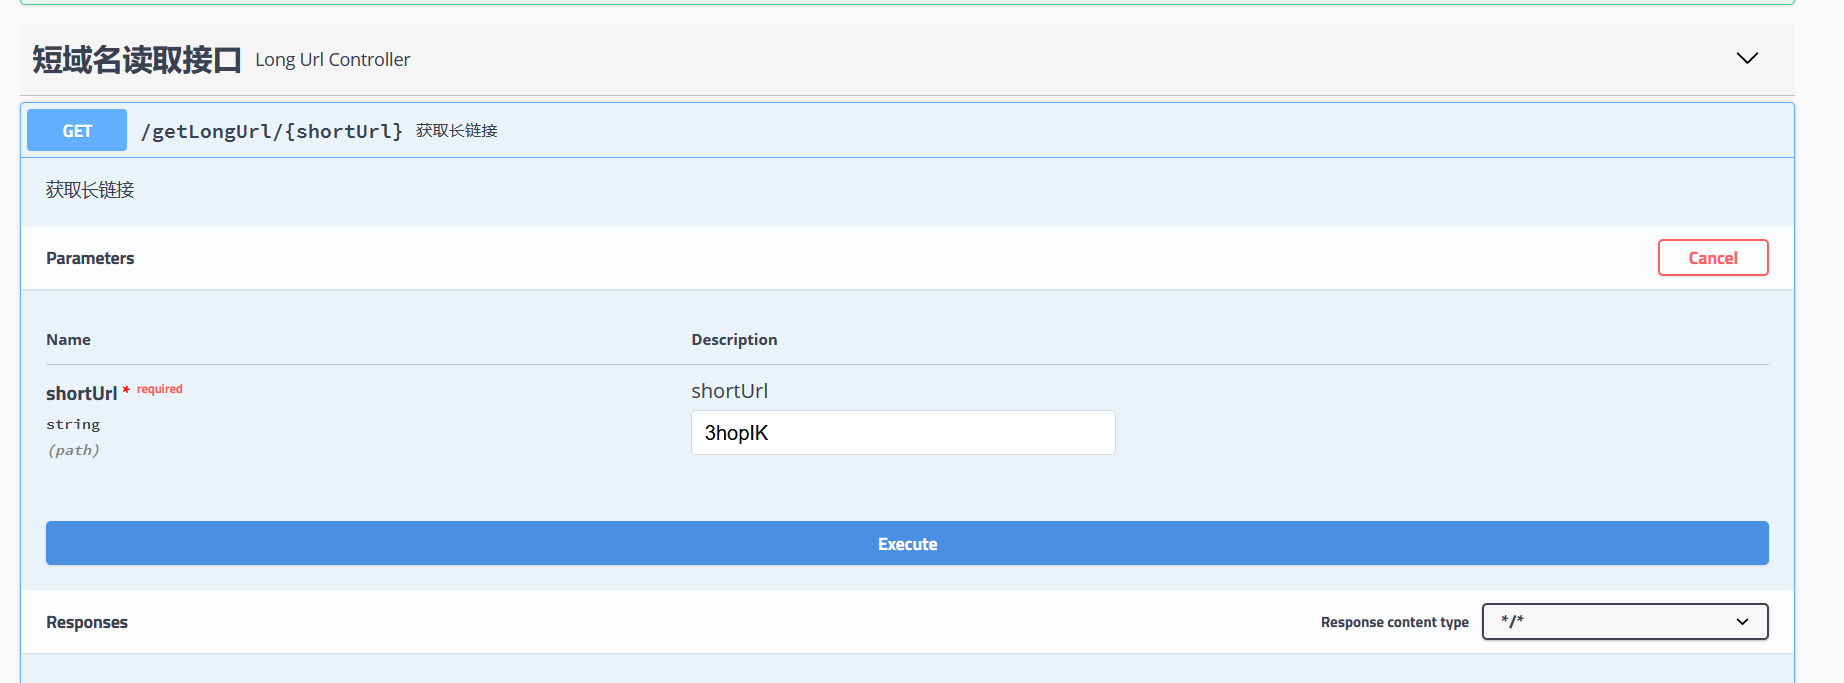 短域名读取接口 Long Url Controller
GET /getLongUrl/{shortUrl} 获取长链接
获取长链接
Parameters
Cancel
Name Description
shortUrl * required
string
(path)
shortUrl
3hopIK
Execute
Responses
Response content type */*